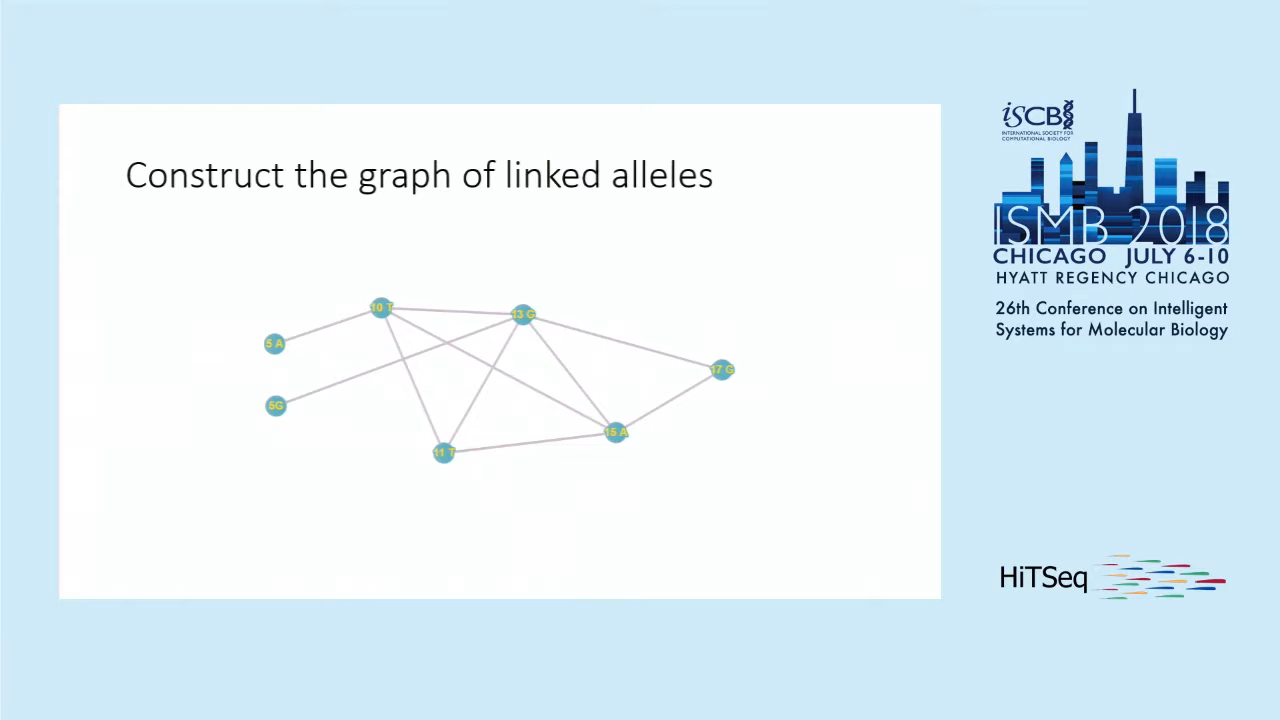 Construct the graph of linked alleles
10 T
13 G
5 A
17 G
5G
15 A
11 T
iSCB
INTERNATIONAL SOCIETY FOR
COMPUTATIONAL BIOLOGY
ISMB 2018
CHICAGO JULY 6-10
HYATT REGENCY CHICAGO
26th Conference on Intelligent
Systems for Molecular Biology
HiTSeq